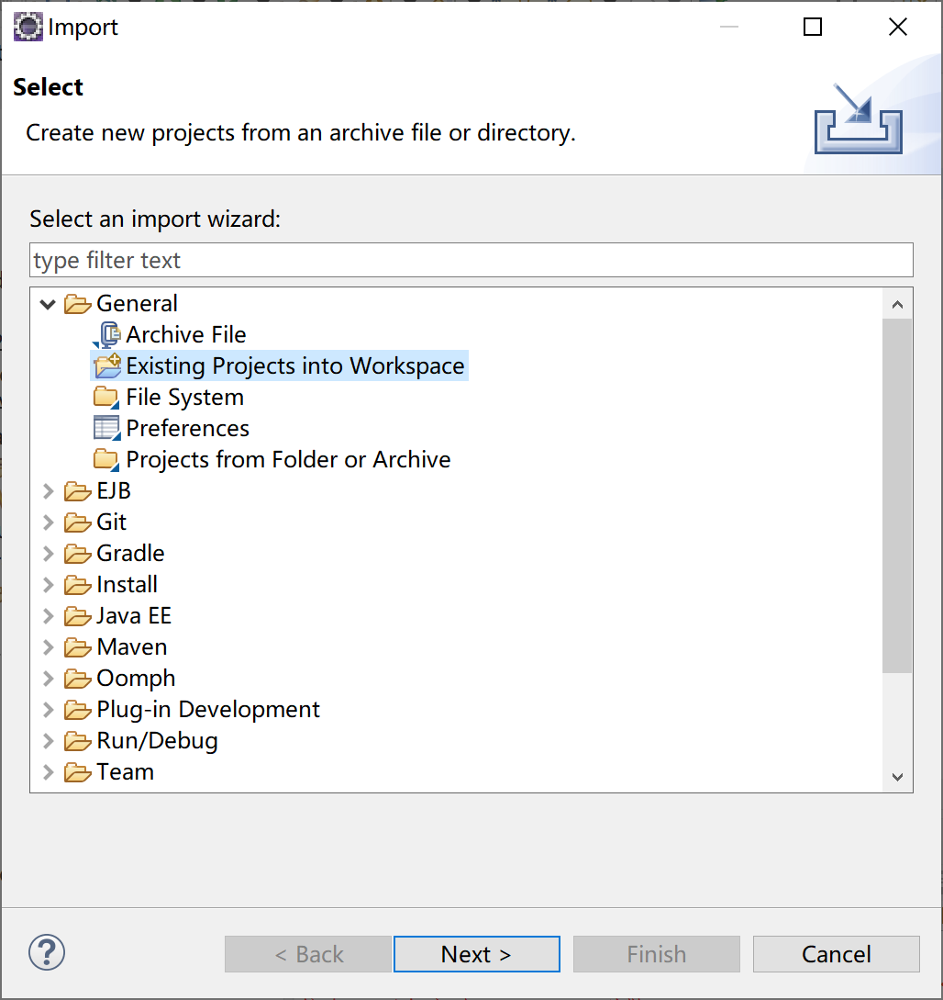 Import
Select
Create new projects from an archive file or directory.
Select an import wizard:
type filter text
General
Archive File
Existing Projects into Workspace
File System
Preferences
Projects from Folder or Archive
EJB
Git
Gradle
Install
Java EE
Maven
Oomph
Plug-in Development
Run/Debug
Team
? < Back Next > Finish Cancel